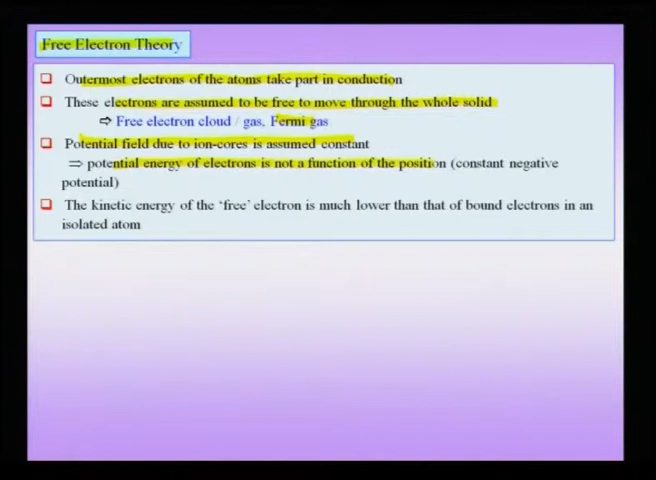 Free Electron Theory
❑ Outermost electrons of the atoms take part in conduction
❑ These electrons are assumed to be free to move through the whole solid
⇨ Free electron cloud / gas, Fermi gas
❑ Potential field due to ion-cores is assumed constant
⇒ potential energy of electrons is not a function of the position (constant negative
potential)
❑ The kinetic energy of the ‘free’ electron is much lower than that of bound electrons in an
isolated atom